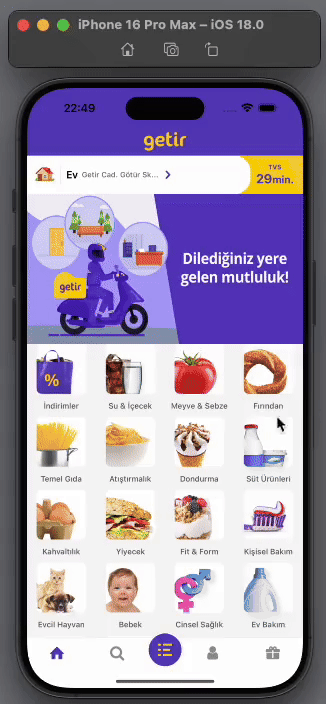 iPhone 16 Pro Max – iOS 18.0
22:49
getir
Ev Getir Cad. Götür Sk...
TVS
29min.
getir
Dilediğiniz yere
gelen mutluluk!
%
İndirimler Su & İçecek Meyve & Sebze Fırından
Temel Gıda Atıştırmalık Dondurma Süt Ürünleri
Kahvaltılık Yiyecek Fit & Form Kişisel Bakım
Evcil Hayvan Bebek Cinsel Sağlık Ev Bakım